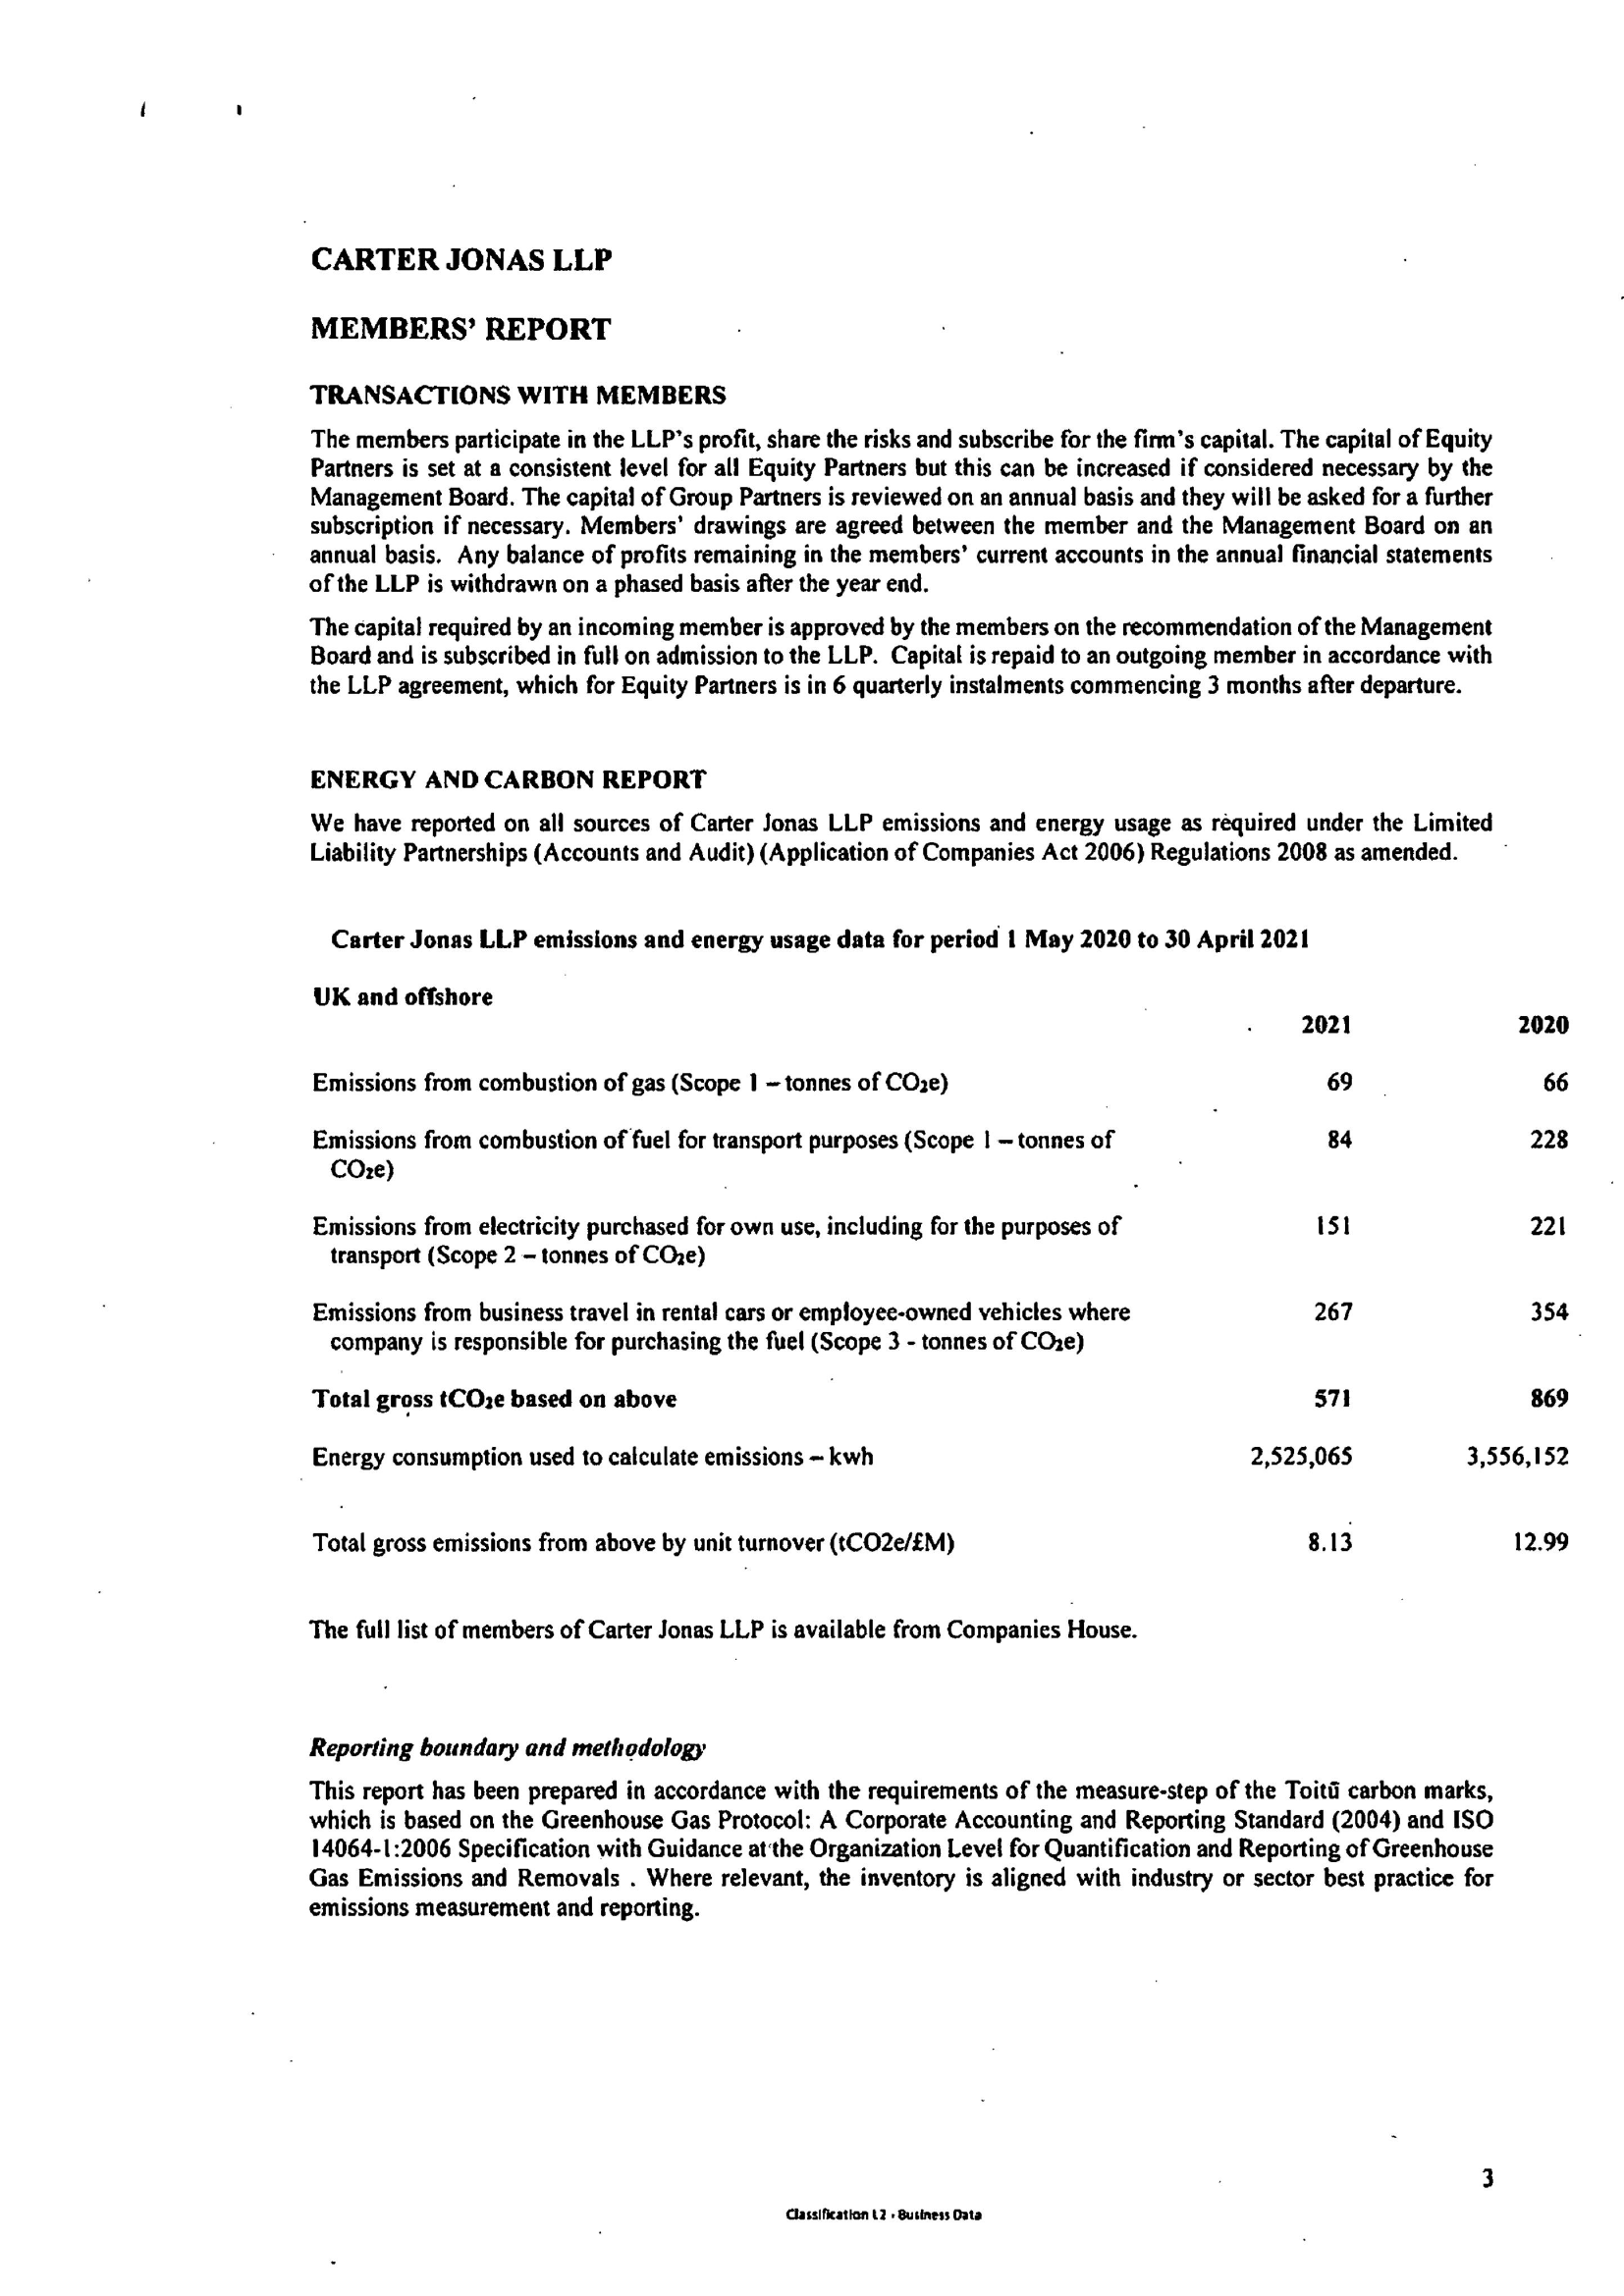 CARTER JONAS LLP
MEMBERS' REPORT
TRANSACTIONS WITH MEMBERS
The members participate in the LLP's profit, share the risks and subscribe for the firm's capital. The capital of Equity
Partners is set at a consistent level for all Equity Partners but this can be increased if considered necessary by the
Management Board. The capital of Group Partners is reviewed on an annual basis and they will be asked for a further
subscription if necessary. Members' drawings are agreed between the member and the Management Board on an
annual basis. Any balance of profits remaining in the members' current accounts in the annual financial statements
of the LLP is withdrawn on a phased basis after the year end.
The capital required by an incoming member is approved by the members on the recommendation of the Management
Board and is subscribed in full on admission to the LLP. Capital is repaid to an outgoing member in accordance with
the LLP agreement, which for Equity Partners is in 6 quarterly instalments commencing 3 months after departure.
ENERGY AND CARBON REPORT
We have reported on all sources of Carter Jonas LLP emissions and energy usage as required under the Limited
Liability Partnerships (Accounts and Audit) (Application of Companies Act 2006) Regulations 2008 as amended.
Carter Jonas LLP emissions and energy usage data for period 1 May 2020 to 30 April 2021
UK and offshore
2021 2020
Emissions from combustion of gas (Scope 1 – tonnes of CO₂e) 69 66
Emissions from combustion of fuel for transport purposes (Scope 1 – tonnes of 84 228
CO₂e)
Emissions from electricity purchased for own use, including for the purposes of 151 221
transport (Scope 2 – tonnes of CO₂e)
Emissions from business travel in rental cars or employee-owned vehicles where 267 354
company is responsible for purchasing the fuel (Scope 3 - tonnes of CO₂e)
Total gross tCO₂e based on above 571 869
Energy consumption used to calculate emissions – kwh 2,525,065 3,556,152
Total gross emissions from above by unit turnover (tCO2e/£M) 8.13 12.99
The full list of members of Carter Jonas LLP is available from Companies House.
Reporting boundary and methodology
This report has been prepared in accordance with the requirements of the measure-step of the Toitū carbon marks,
which is based on the Greenhouse Gas Protocol: A Corporate Accounting and Reporting Standard (2004) and ISO
14064-1:2006 Specification with Guidance at the Organization Level for Quantification and Reporting of Greenhouse
Gas Emissions and Removals . Where relevant, the inventory is aligned with industry or sector best practice for
emissions measurement and reporting.
3
Classification L2 - Business Data